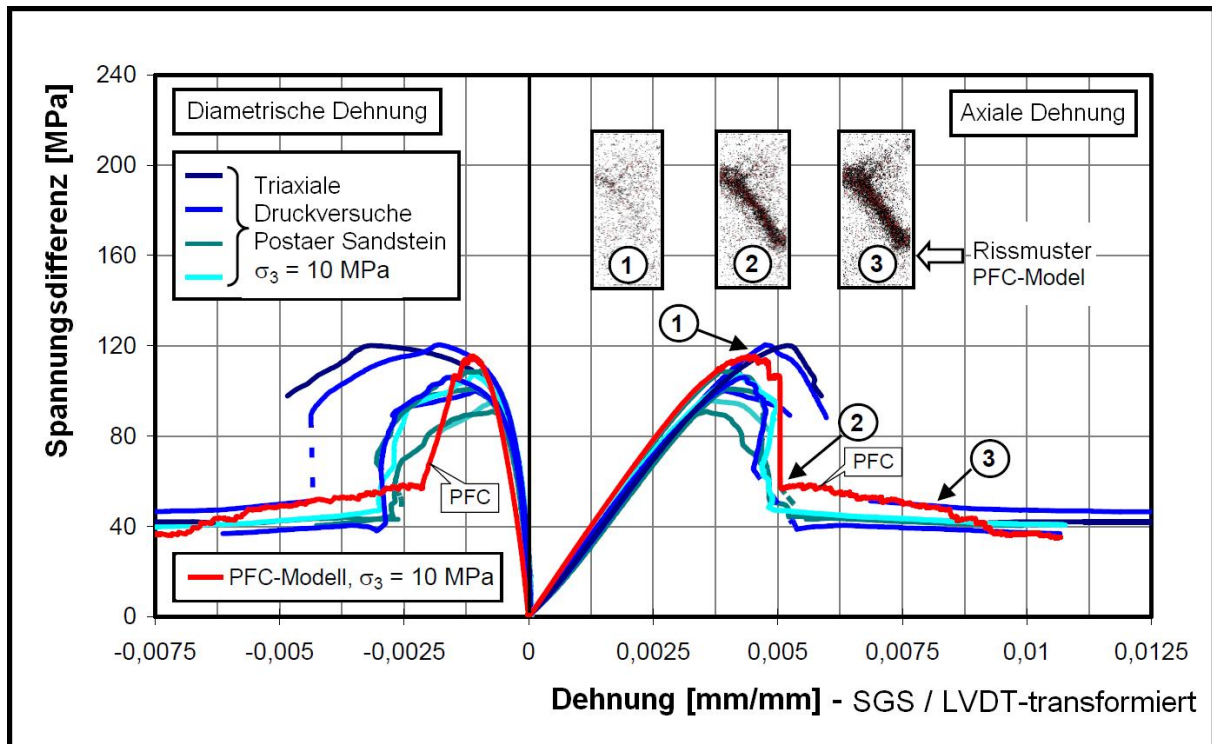 Spannungsdifferenz [MPa]
240
200
160
120
80
40
0
Diametrische Dehnung
Axiale Dehnung
Triaxiale
Druckversuche
Postaer Sandstein
σ3 = 10 MPa
1
2
3
Rissmuster
PFC-Model
1
2
3
PFC
PFC
PFC-Modell, σ3 = 10 MPa
-0,0075
-0,005
-0,0025
0
0,0025
0,005
0,0075
0,01
0,0125
Dehnung [mm/mm] - SGS / LVDT-transformiert